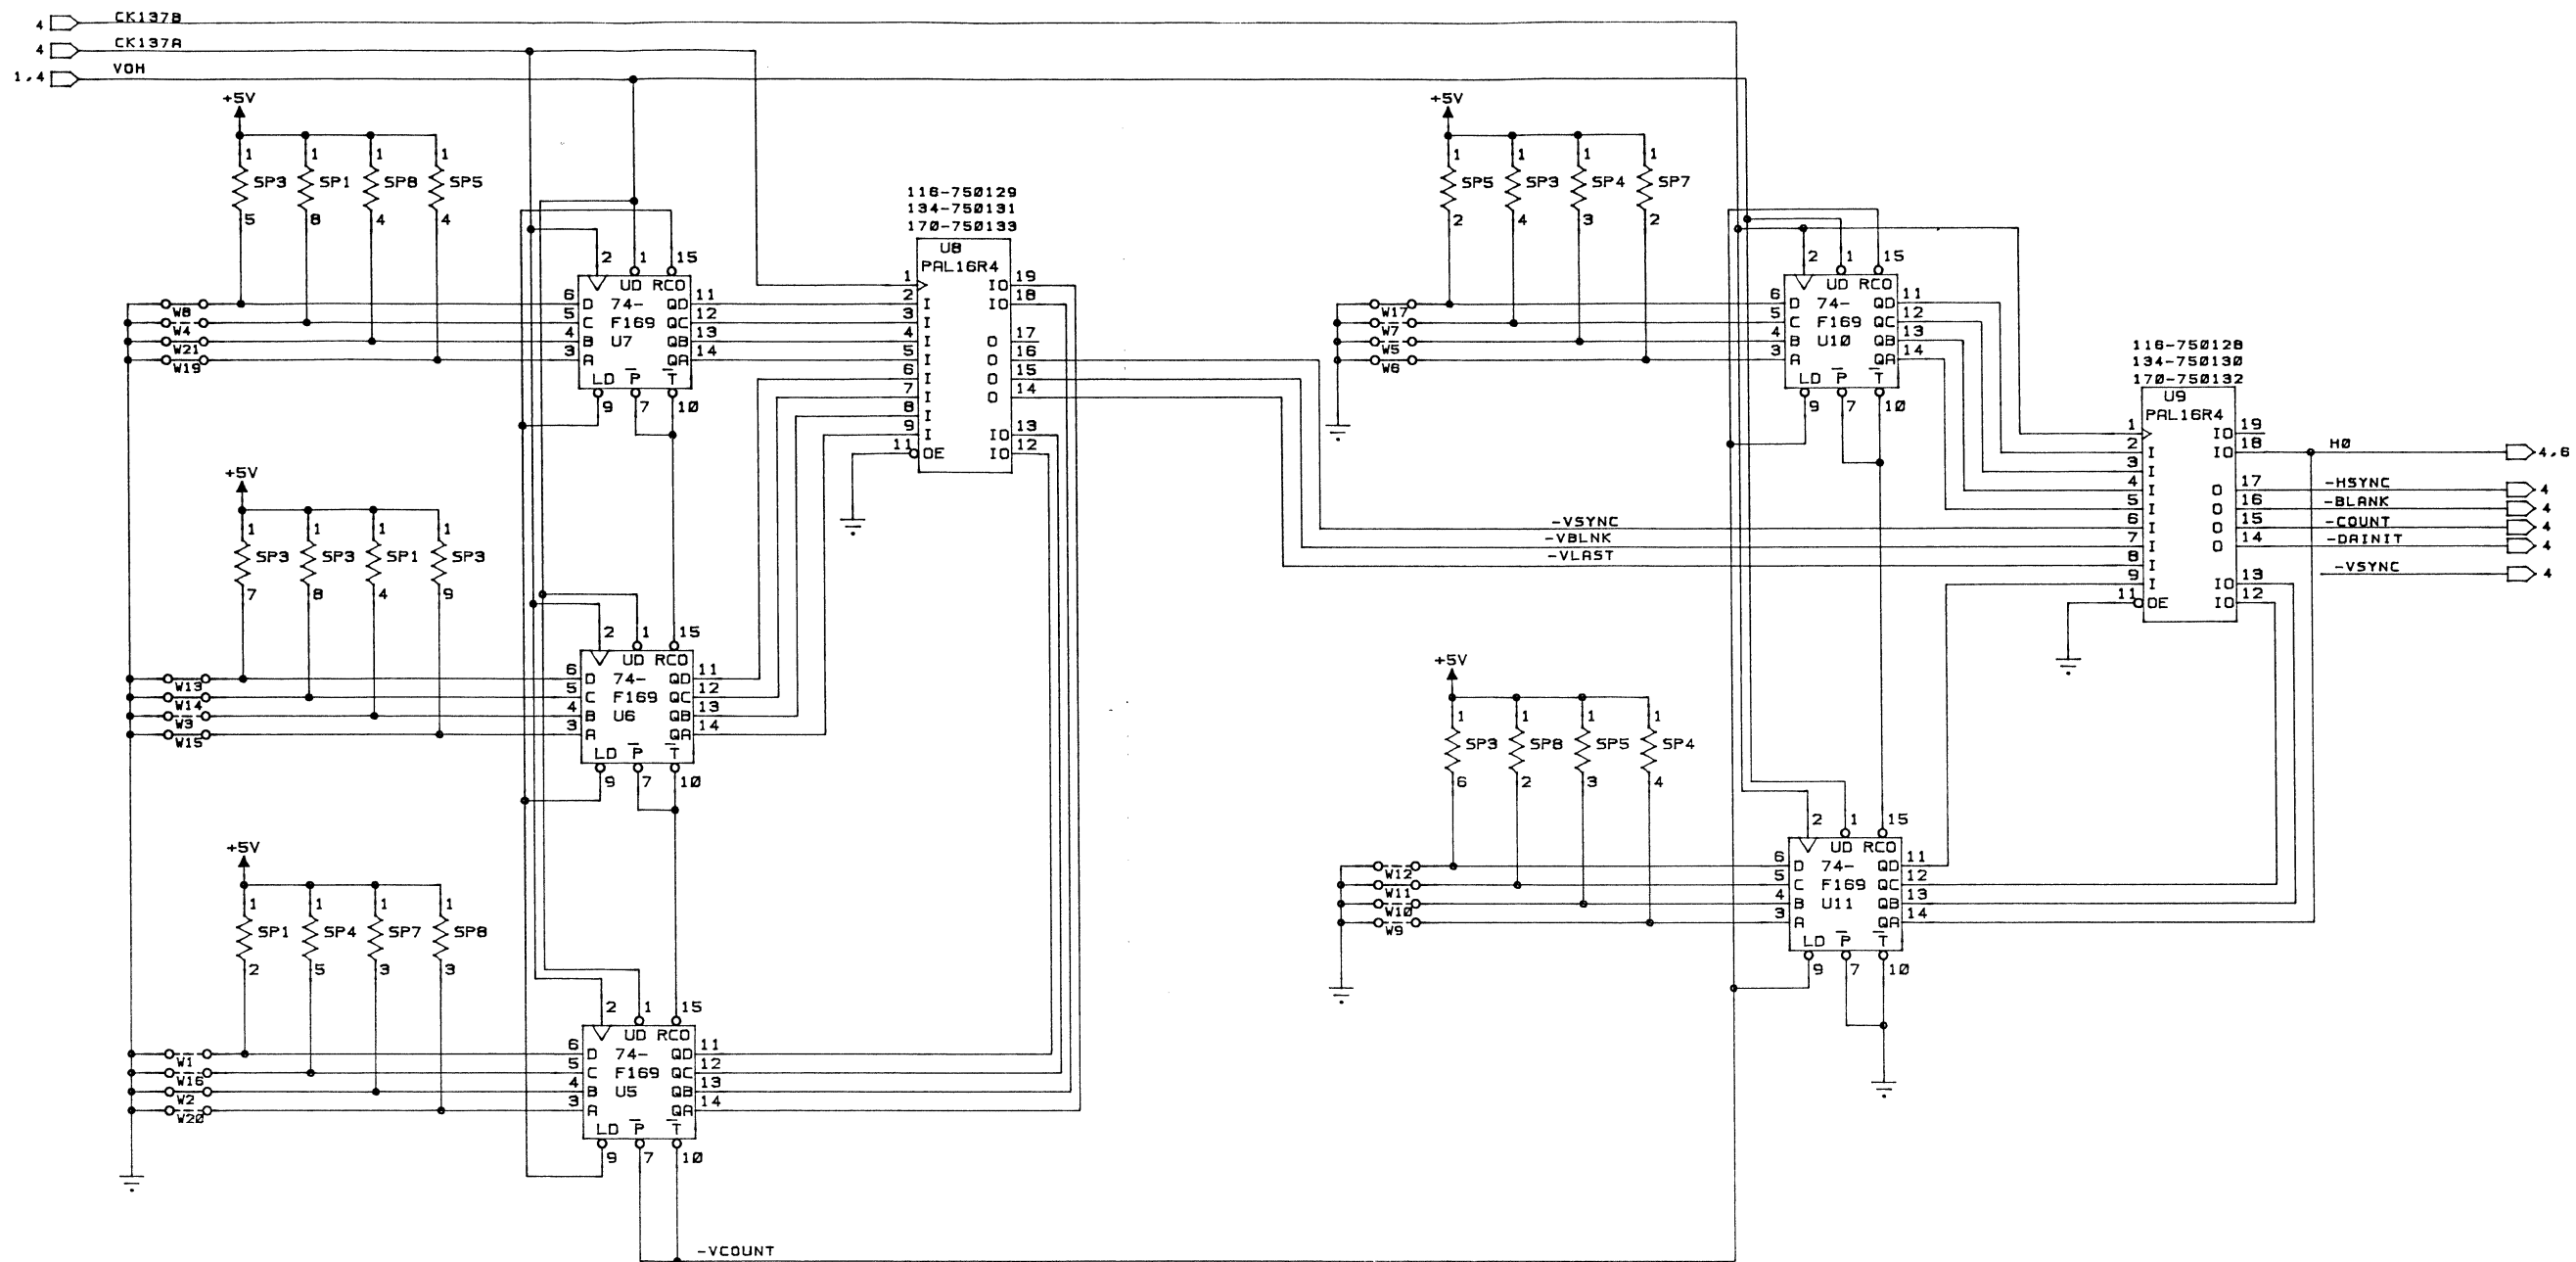 4 CK137B
4 CK137A
1,4 VOH
+5V
1 1 1 1
SP3 SP1 SP8 SP5
5 8 4 4
+5V
1 1 1 1
SP5 SP3 SP4 SP7
2 4 3 2
116-750129
134-750131
170-750133
U8
PAL16R4
1
2 I
3 I
4 I
5 I
6 I
7 I
8 I
9 I
11 OE
IO 19
IO 18
O 17
O 16
O 15
O 14
IO 13
IO 12
W8
W4
W21
W19
2 1 15
UD RCO
6 D 74- QD 11
5 C F169 QC 12
4 B U7 QB 13
3 A QA 14
LD P T
9 7 10
W17
W7
W5
W6
2 1 15
UD RCO
6 D 74- QD 11
5 C F169 QC 12
4 B U10 QB 13
3 A QA 14
LD P T
9 7 10
116-750128
134-750130
170-750132
U9
PAL16R4
1
2 I
3 I
4 I
5 I
6 I
7 I
8 I
9 I
11 OE
IO 19
IO 18 H0 4,6
O 17 -HSYNC 4
O 16 -BLANK 4
O 15 -COUNT 4
O 14 -DAINIT 4
-VSYNC 4
IO 13
IO 12
-VSYNC
-VBLNK
-VLAST
+5V
1 1 1 1
SP3 SP3 SP1 SP3
7 8 4 9
W13
W14
W3
W15
2 1 15
UD RCO
6 D 74- QD 11
5 C F169 QC 12
4 B U6 QB 13
3 A QA 14
LD P T
9 7 10
+5V
1 1 1 1
SP3 SP8 SP5 SP4
6 2 3 4
W12
W11
W10
W9
2 1 15
UD RCO
6 D 74- QD 11
5 C F169 QC 12
4 B U11 QB 13
3 A QA 14
LD P T
9 7 10
+5V
1 1 1 1
SP1 SP4 SP7 SP8
2 5 3 3
W1
W16
W2
W20
2 1 15
UD RCO
6 D 74- QD 11
5 C F169 QC 12
4 B U5 QB 13
3 A QA 14
LD P T
9 7 10
-VCOUNT